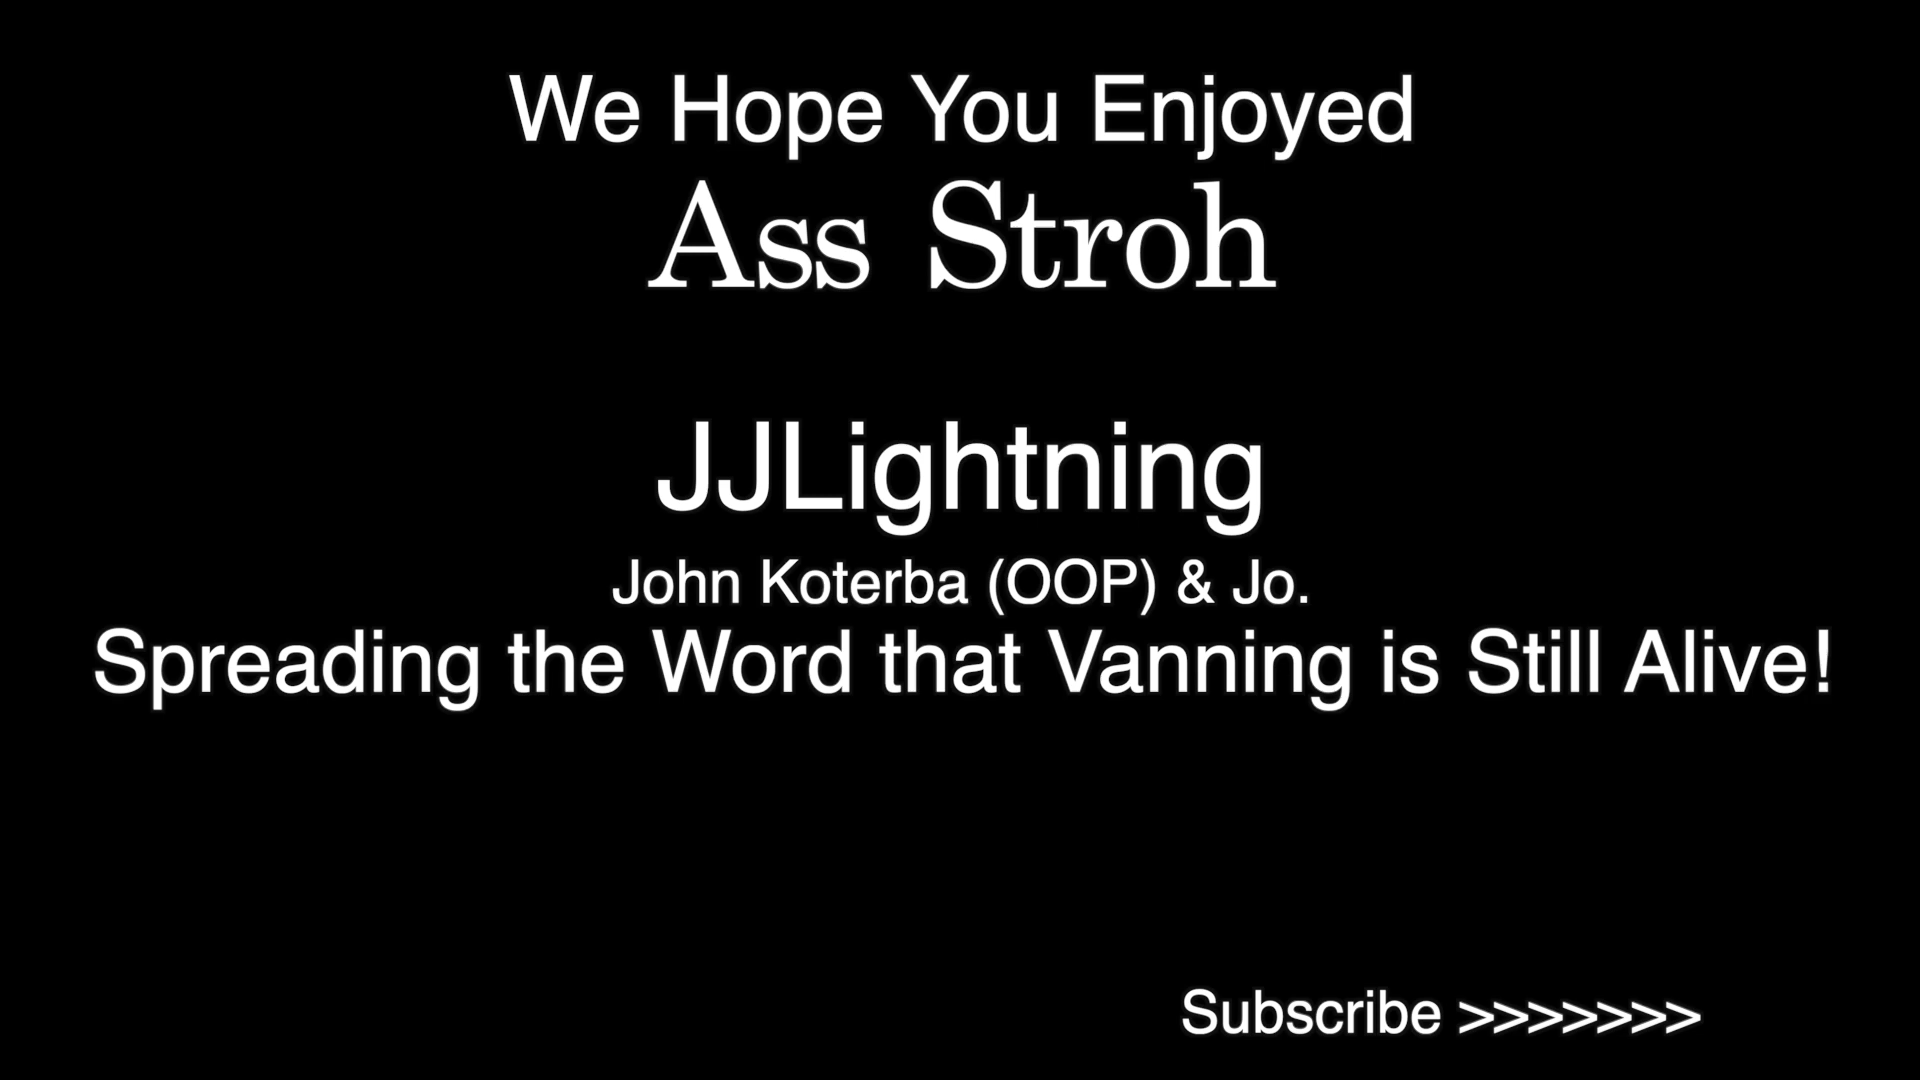 We Hope You Enjoyed
Ass Stroh
JJLightning
John Koterba (OOP) & Jo.
Spreading the Word that Vanning is Still Alive!
Subscribe >>>>>>>